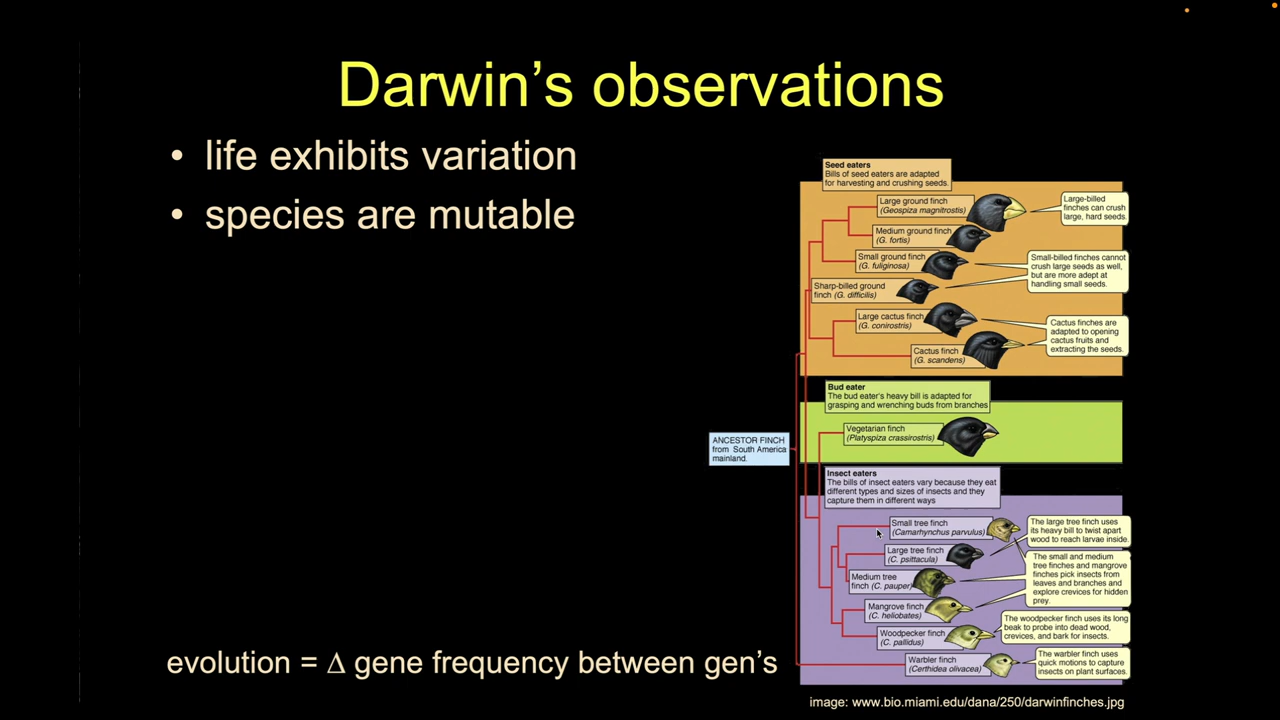 Darwin's observations
• life exhibits variation
• species are mutable
Seed eaters
Bills of seed eaters are adapted
for harvesting and crushing seeds.
Large ground finch
(Geospiza magnitrostis)
Large-billed
finches can crush
large, hard seeds.
Medium ground finch
(G. fortis)
Small ground finch
(G. fuliginosa)
Small-billed finches cannot
crush large seeds as well,
but are more adept at
handling small seeds.
Sharp-billed ground
finch (G. difficilis)
Large cactus finch
(G. conirostris)
Cactus finches are
adapted to opening
cactus fruits and
extracting the seeds.
Cactus finch
(G. scandens)
Bud eater
The bud eater's heavy bill is adapted for
grasping and wrenching buds from branches
Vegetarian finch
(Platyspiza crassirostris)
ANCESTOR FINCH
from South America
mainland.
Insect eaters
The bills of insect eaters vary because they eat
different types and sizes of insects and they
capture them in different ways
Small tree finch
(Camarhynchus parvulus)
The large tree finch uses
its heavy bill to twist apart
wood to reach larvae inside.
Large tree finch
(C. psittacula)
The small and medium
tree finches and mangrove
finches pick insects from
leaves and branches and
explore crevices for hidden
prey.
Medium tree
finch (C. pauper)
Mangrove finch
(C. heliobates)
The woodpecker finch uses its long
beak to probe into dead wood,
crevices, and bark for insects.
Woodpecker finch
(C. pallidus)
Warbler finch
(Certhidea olivacea)
The warbler finch uses
quick motions to capture
insects on plant surfaces.
evolution = Δ gene frequency between gen's
image: www.bio.miami.edu/dana/250/darwinfinches.jpg